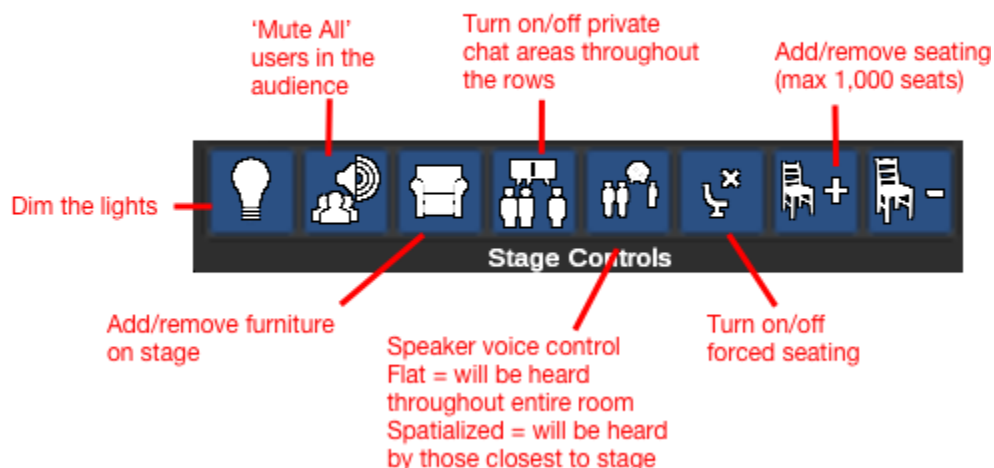 ‘Mute All’
users in the
audience
Turn on/off private
chat areas throughout
the rows
Add/remove seating
(max 1,000 seats)
Dim the lights
Stage Controls
Add/remove furniture
on stage
Speaker voice control
Flat = will be heard
throughout entire room
Spatialized = will be heard
by those closest to stage
Turn on/off
forced seating